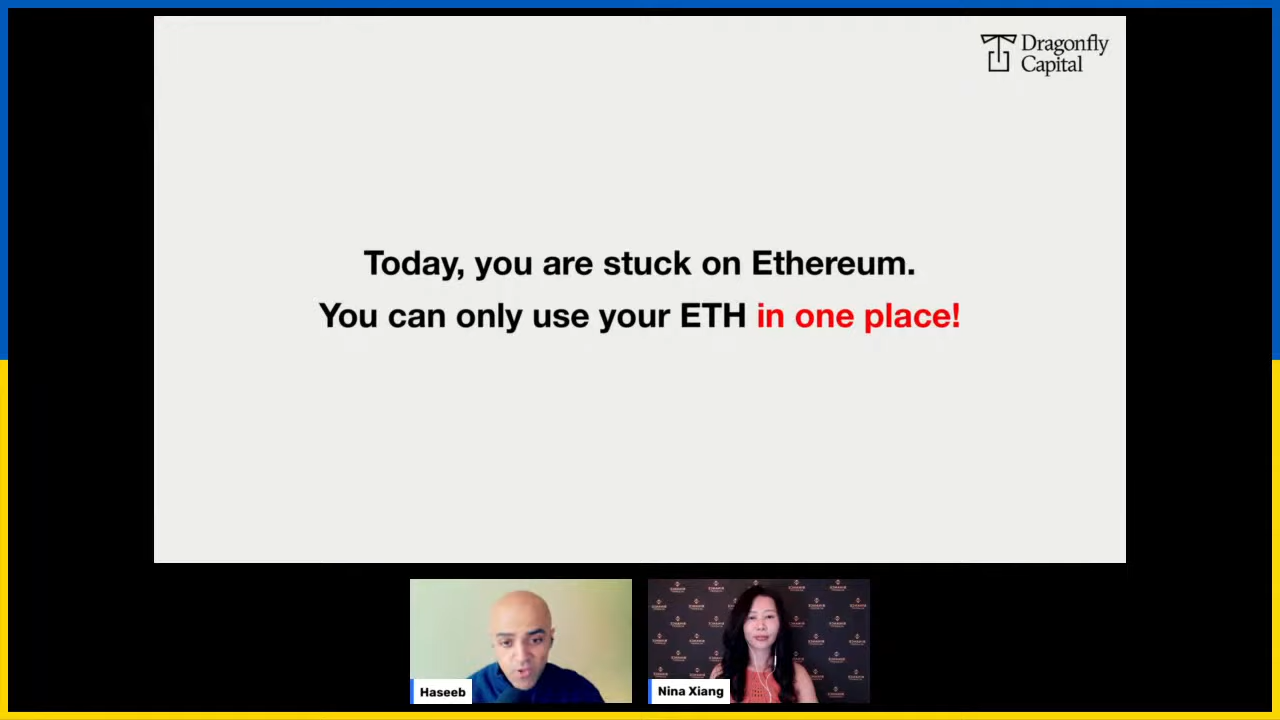 Dragonfly
Capital
Today, you are stuck on Ethereum.
You can only use your ETH in one place!
Haseeb
Nina Xiang